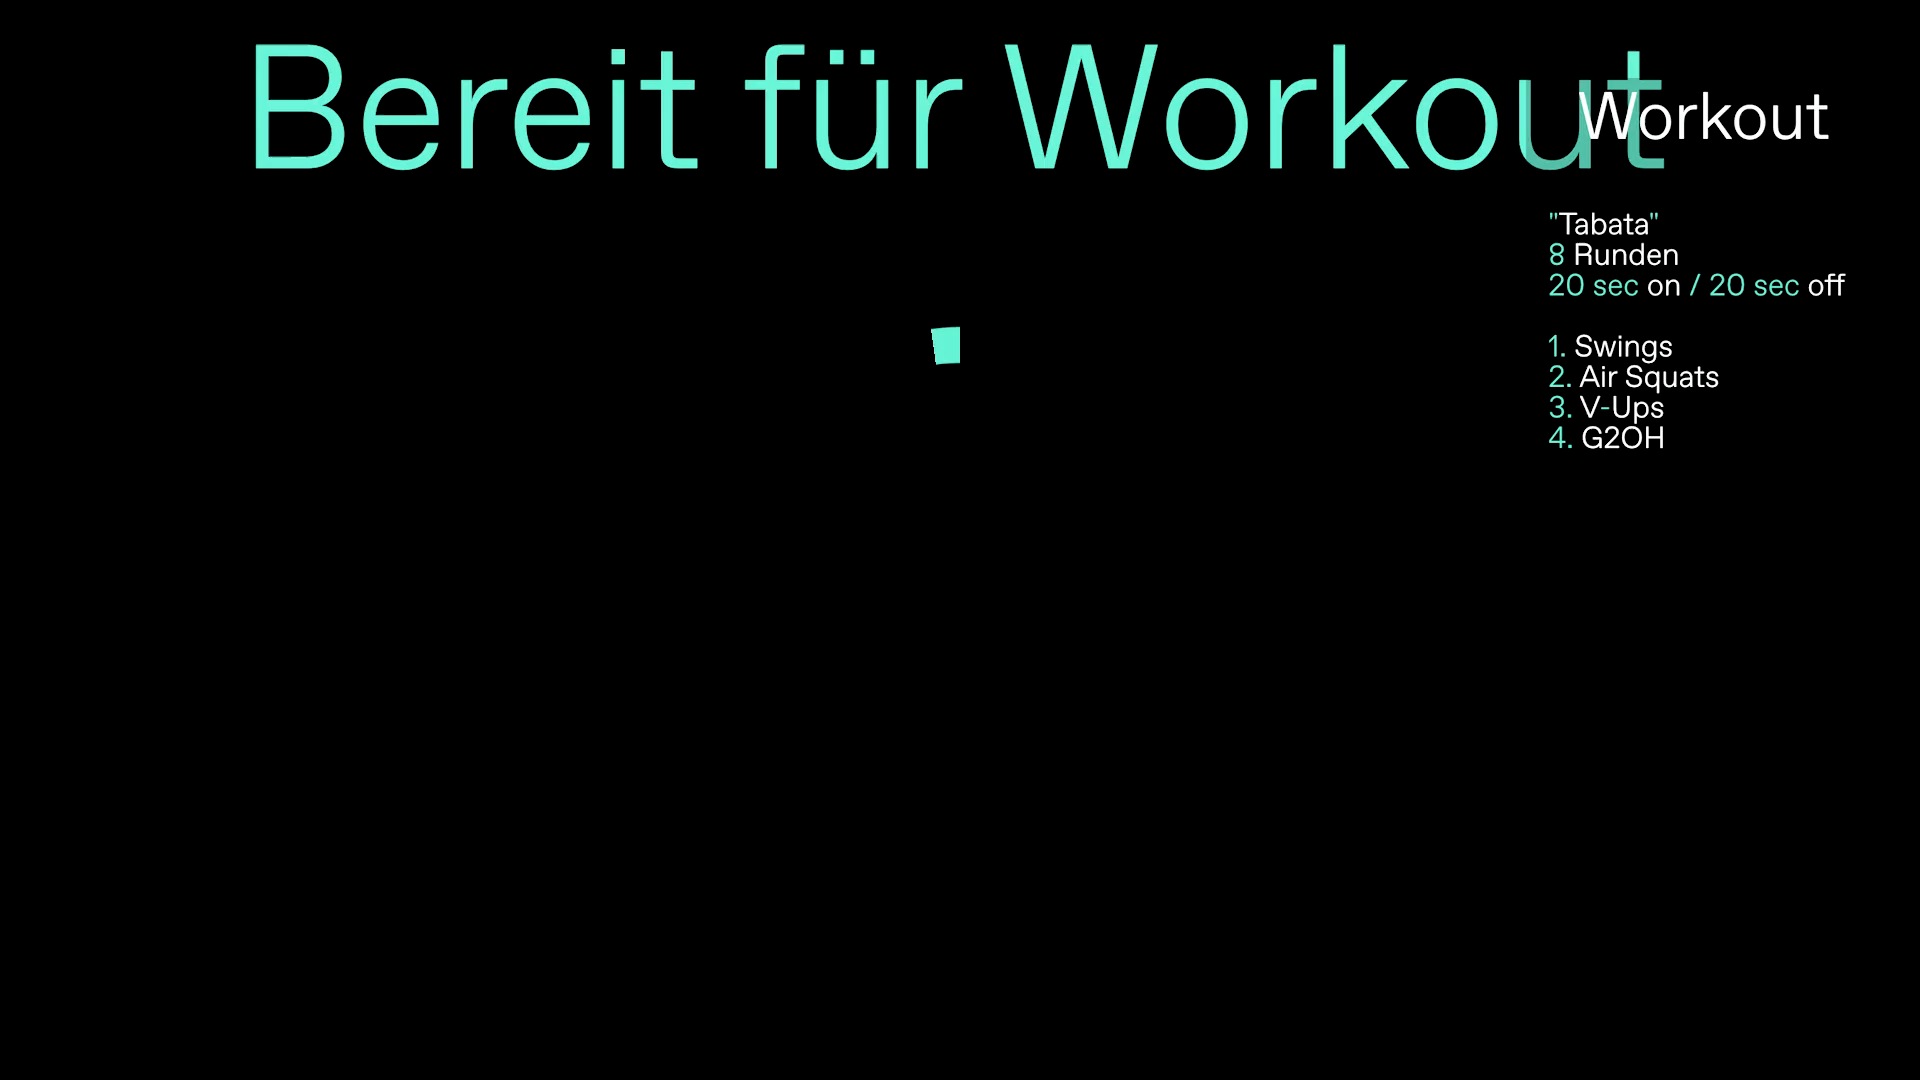 Bereit für Workout
Workout
"Tabata"
8 Runden
20 sec on / 20 sec off
1. Swings
2. Air Squats
3. V-Ups
4. G2OH